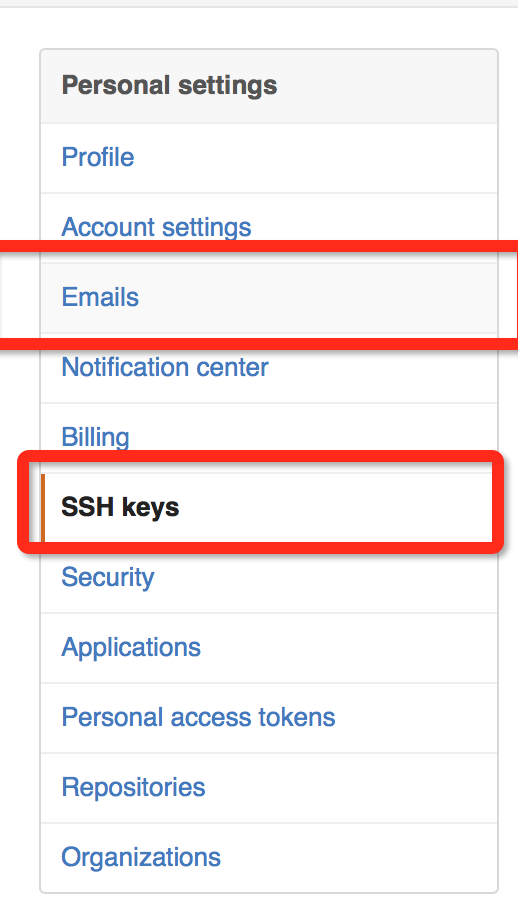 Personal settings
Profile
Account settings
Emails
Notification center
Billing
SSH keys
Security
Applications
Personal access tokens
Repositories
Organizations